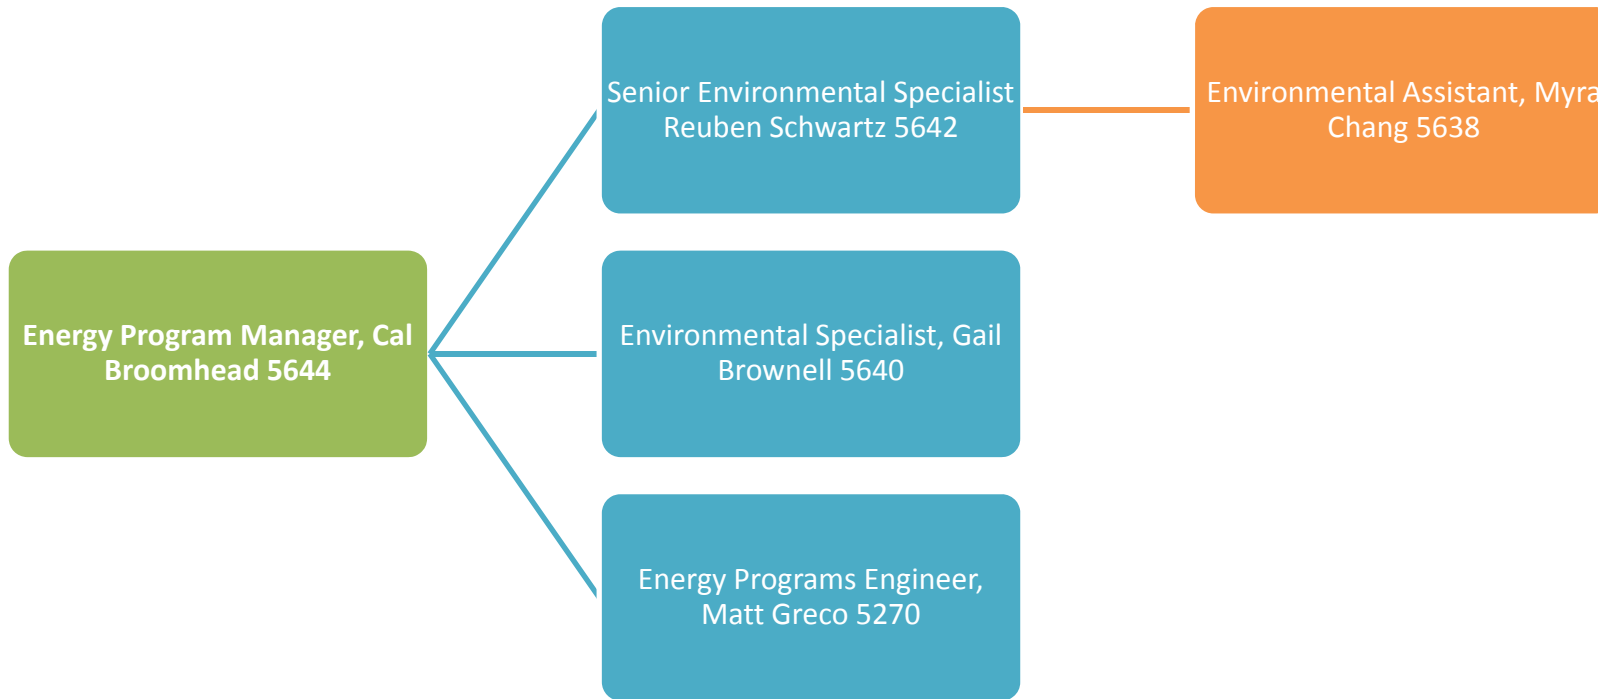 Senior Environmental Specialist
Reuben Schwartz 5642
Environmental Assistant, Myra
Chang 5638
Energy Program Manager, Cal
Broomhead 5644
Environmental Specialist, Gail
Brownell 5640
Energy Programs Engineer,
Matt Greco 5270